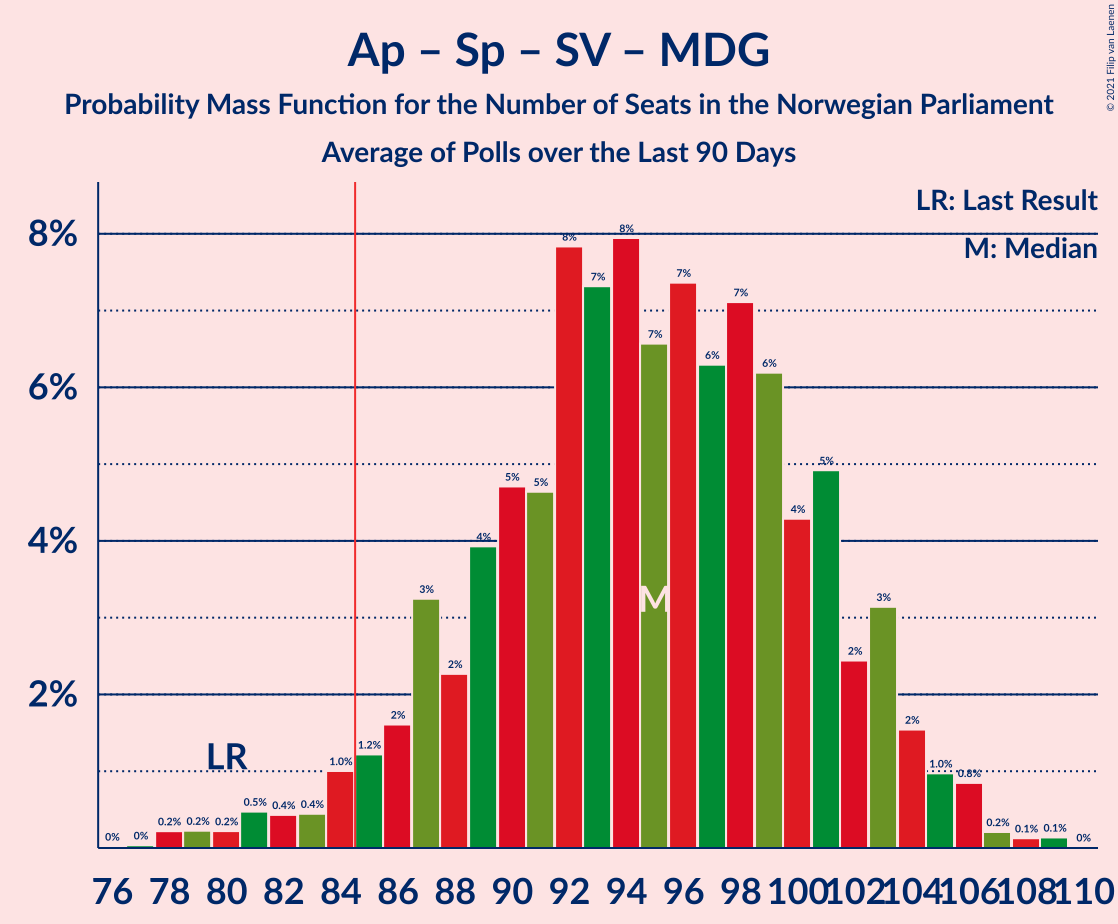 Ap – Sp – SV – MDG
Probability Mass Function for the Number of Seats in the Norwegian Parliament
Average of Polls over the Last 90 Days
© 2021 Filip van Laenen
LR: Last Result
M: Median
8%
6%
4%
2%
0% 0% 0.2% 0.2% 0.2% 0.5% 0.4% 0.4% 1.0% 1.2% 2% 3% 2% 4% 5% 5% 8% 7% 8% 7% 7% 6% 7% 6% 4% 5% 2% 3% 2% 1.0% 0.8% 0.2% 0.1% 0.1% 0%
LR
M
76 78 80 82 84 86 88 90 92 94 96 98 100 102 104 106 108 110